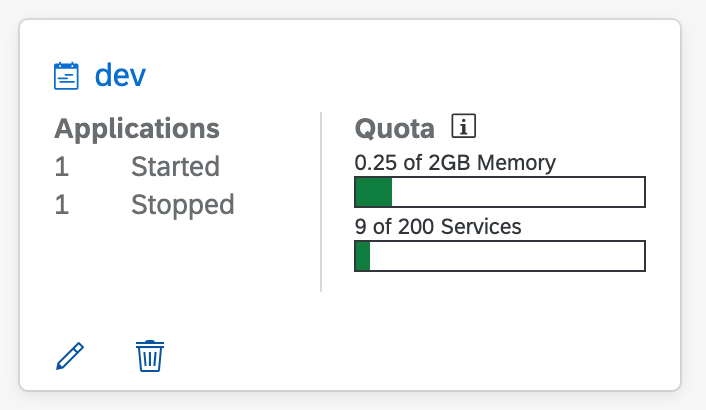 dev
Applications
1 Started
1 Stopped
Quota
0.25 of 2GB Memory
9 of 200 Services